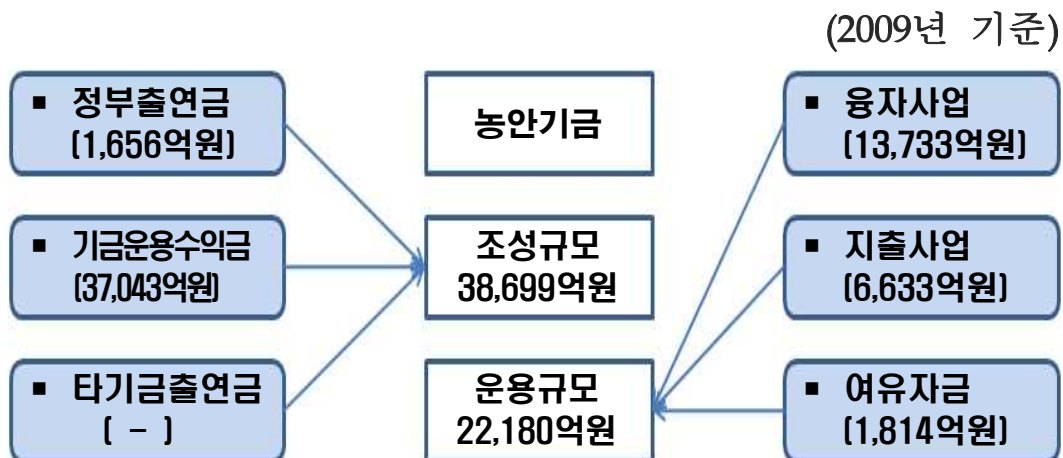 (2009년 기준)
▪ 정부출연금
(1,656억원)
▪ 기금운용수익금
(37,043억원)
▪ 타기금출연금
( - )
농안기금
조성규모
38,699억원
운용규모
22,180억원
▪ 융자사업
(13,733억원)
▪ 지출사업
(6,633억원)
▪ 여유자금
(1,814억원)